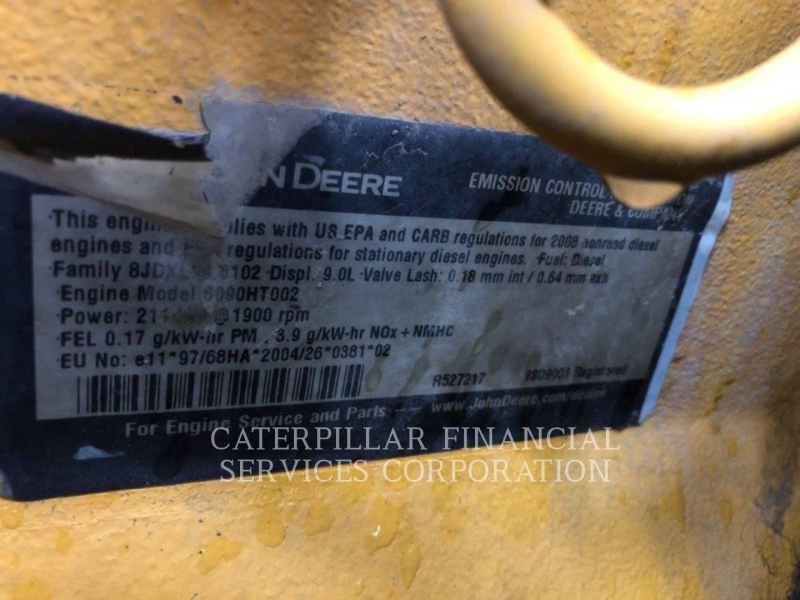 DEERE
EMISSION CONTROL
DEERE & COMPANY
This engine complies with US EPA and CARB regulations for 2008 nonroad diesel
engines and regulations for stationary diesel engines. Fuel: Diesel
Family Displ. 9.0L Valve Lash: 0.18 mm int / 0.64 mm exh
Engine Model 6090HT002
Power: @1900 rpm
FEL 0.17 g/kW-hr PM , 3.9 g/kW-hr NOx + NMHC
EU No: e11*97/68HA*2004/26*0381*02
R527217 ISO9001 Registered
For Engine Service and Parts -- www.JohnDeere.com/dealer
CATERPILLAR FINANCIAL
SERVICES CORPORATION